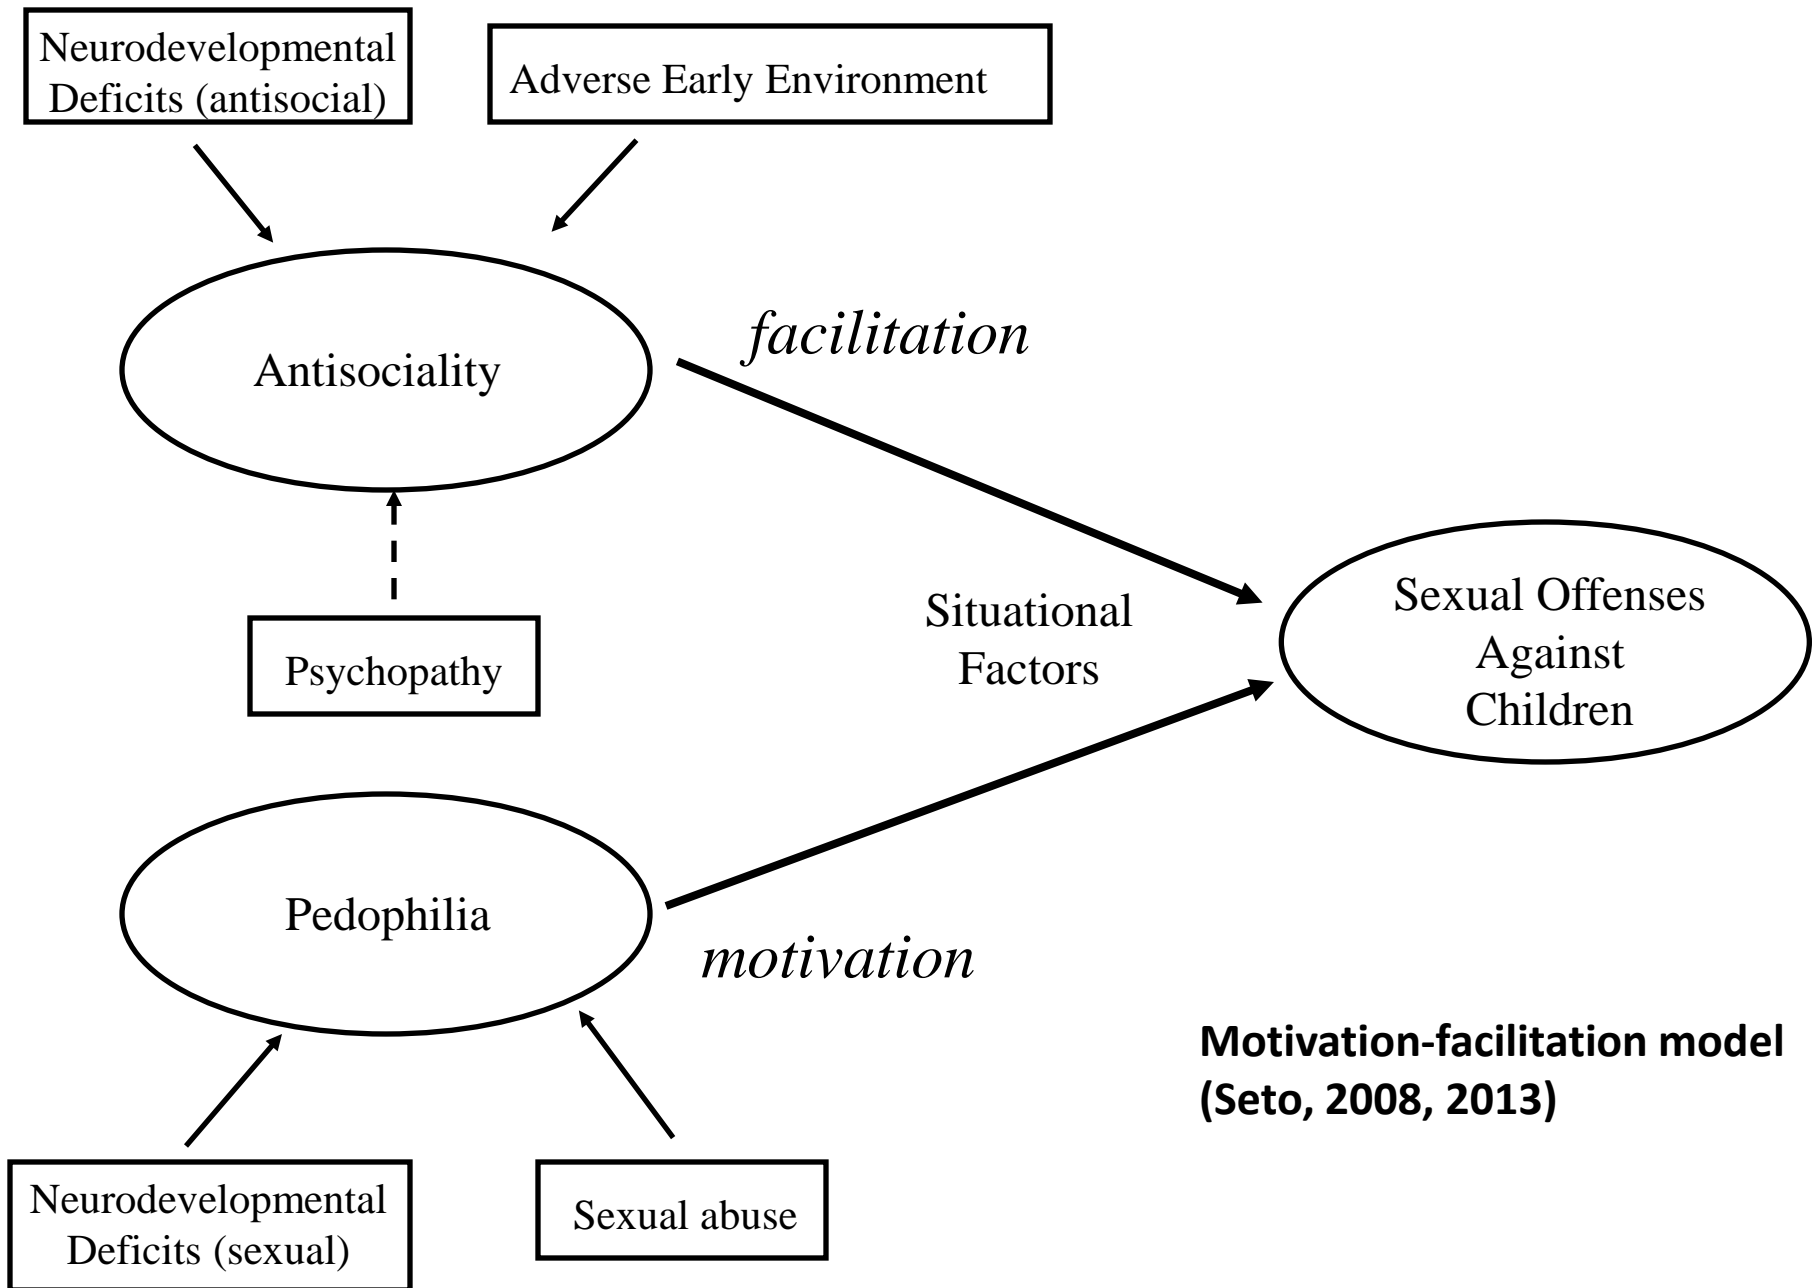 Neurodevelopmental
Deficits (antisocial)
Adverse Early Environment
facilitation
Antisociality
Situational
Factors
Sexual Offenses
Against
Children
Psychopathy
Pedophilia
motivation
Motivation-facilitation model
(Seto, 2008, 2013)
Neurodevelopmental
Deficits (sexual)
Sexual abuse